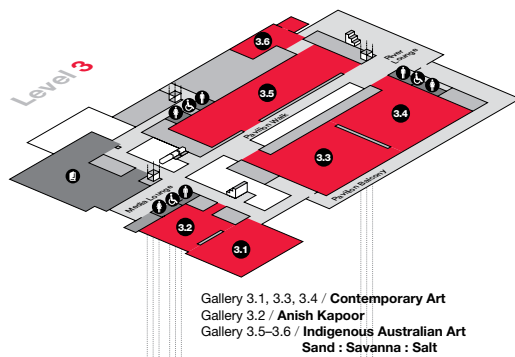 Level 3
3.6
River
Lounge
3.5
3.4
Pavilion Walk
3.3
Pavilion Balcony
Media Lounge
3.2
3.1
Gallery 3.1, 3.3, 3.4 / Contemporary Art
Gallery 3.2 / Anish Kapoor
Gallery 3.5–3.6 / Indigenous Australian Art
Sand : Savanna : Salt